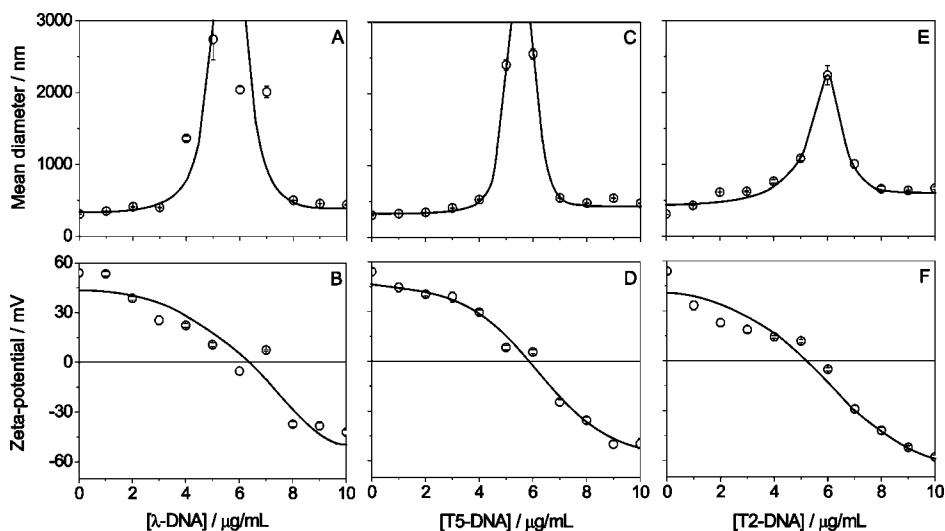 Mean diameter / nm
3000
2000
1000
0
A
C
E
Zeta-potential / mV
60
30
0
-30
-60
B
D
F
0 2 4 6 8 10
0 2 4 6 8 10
0 2 4 6 8 10
[λ-DNA] / μg/mL
[T5-DNA] / μg/mL
[T2-DNA] / μg/mL